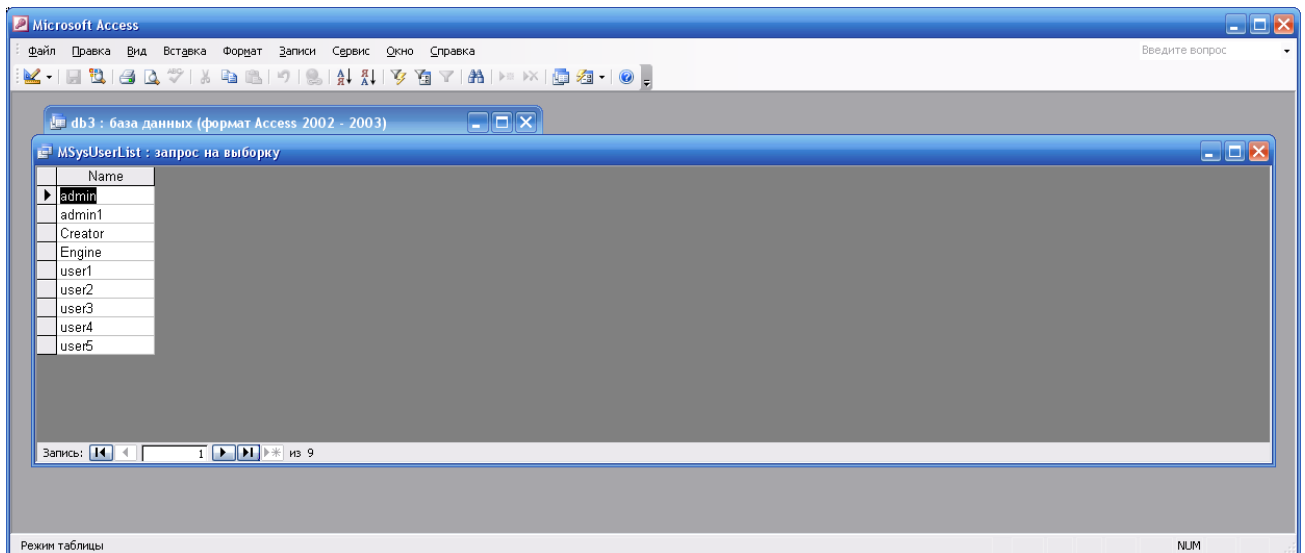 Microsoft Access
Файл Правка Вид Вставка Формат Записи Сервис Окно Справка Введите вопрос
db3 : база данных (формат Access 2002 - 2003)
MSysUserList : запрос на выборку
Name
admin
admin1
Creator
Engine
user1
user2
user3
user4
user5
Запись: 1 из 9
Режим таблицы NUM